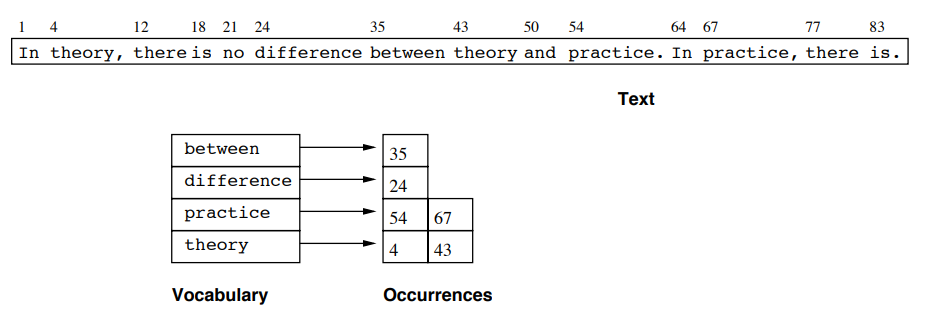 1 4 12 18 21 24 35 43 50 54 64 67 77 83
In theory, there is no difference between theory and practice. In practice, there is.
Text
between 35
difference 24
practice 54 67
theory 4 43
Vocabulary Occurrences